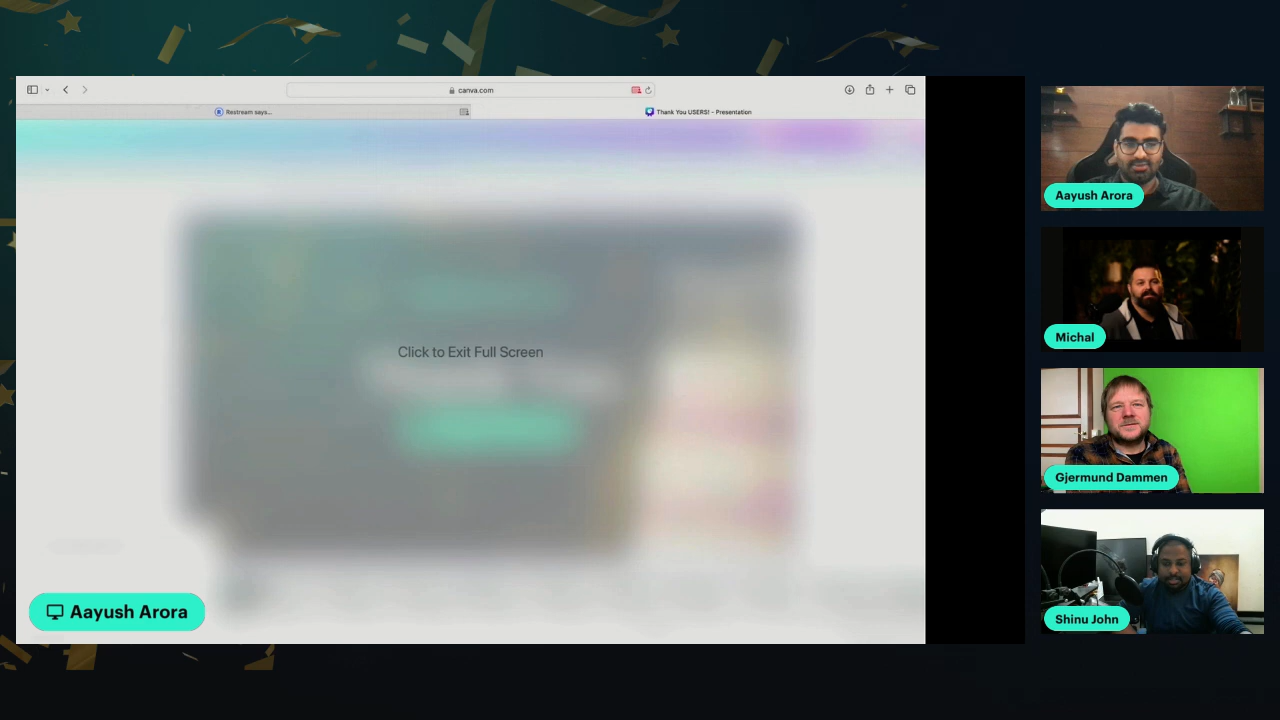 canva.com
Restream says...
Thank You USERS! - Presentation
Click to Exit Full Screen
Aayush Arora
Aayush Arora
Michal
Gjermund Dammen
Shinu John